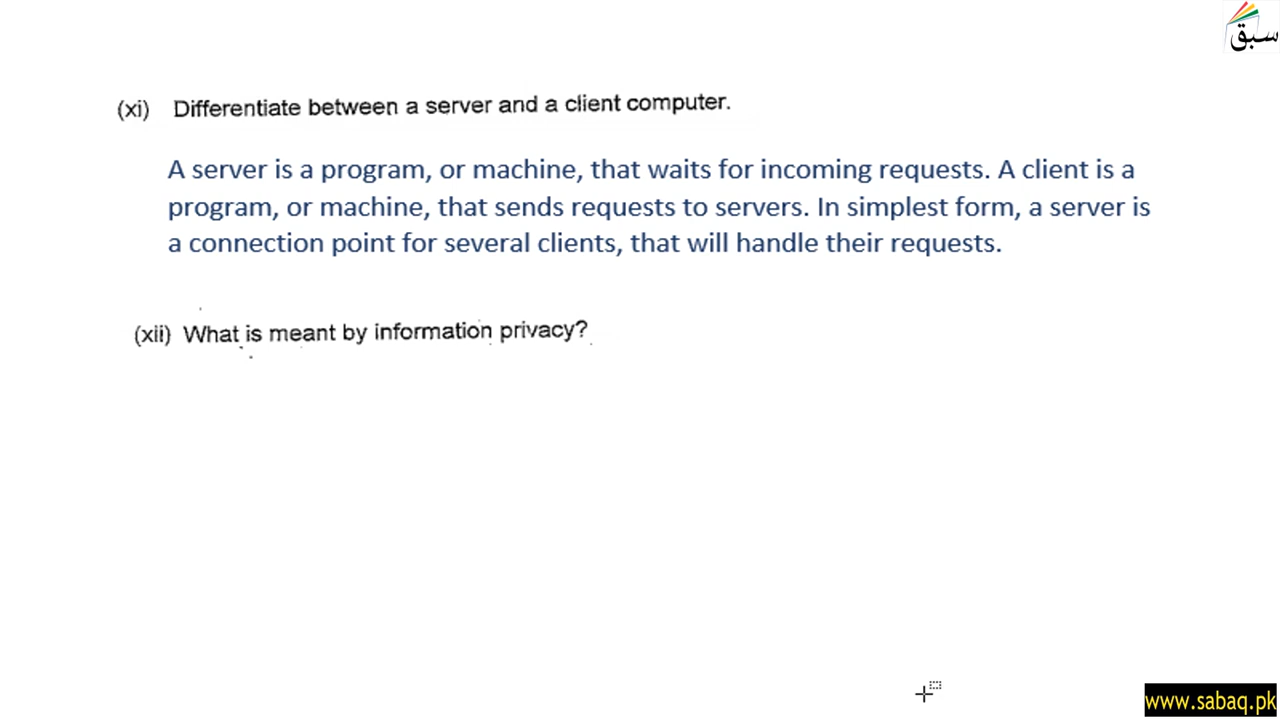 سبق
(xi) Differentiate between a server and a client computer.
A server is a program, or machine, that waits for incoming requests. A client is a
program, or machine, that sends requests to servers. In simplest form, a server is
a connection point for several clients, that will handle their requests.
(xii) What is meant by information privacy?
www.sabaq.pk